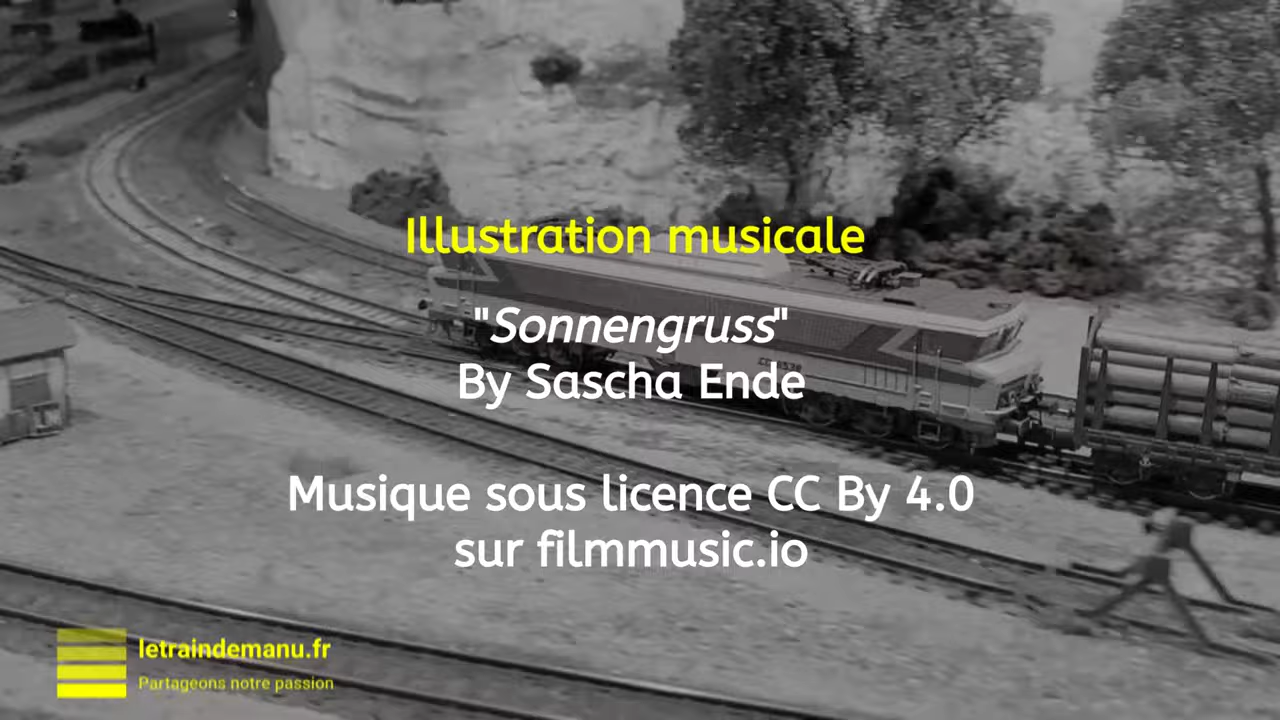 Illustration musicale
"Sonnengruss"
By Sascha Ende
Musique sous licence CC By 4.0
sur filmmusic.io
letraindemanu.fr
Partageons notre passion